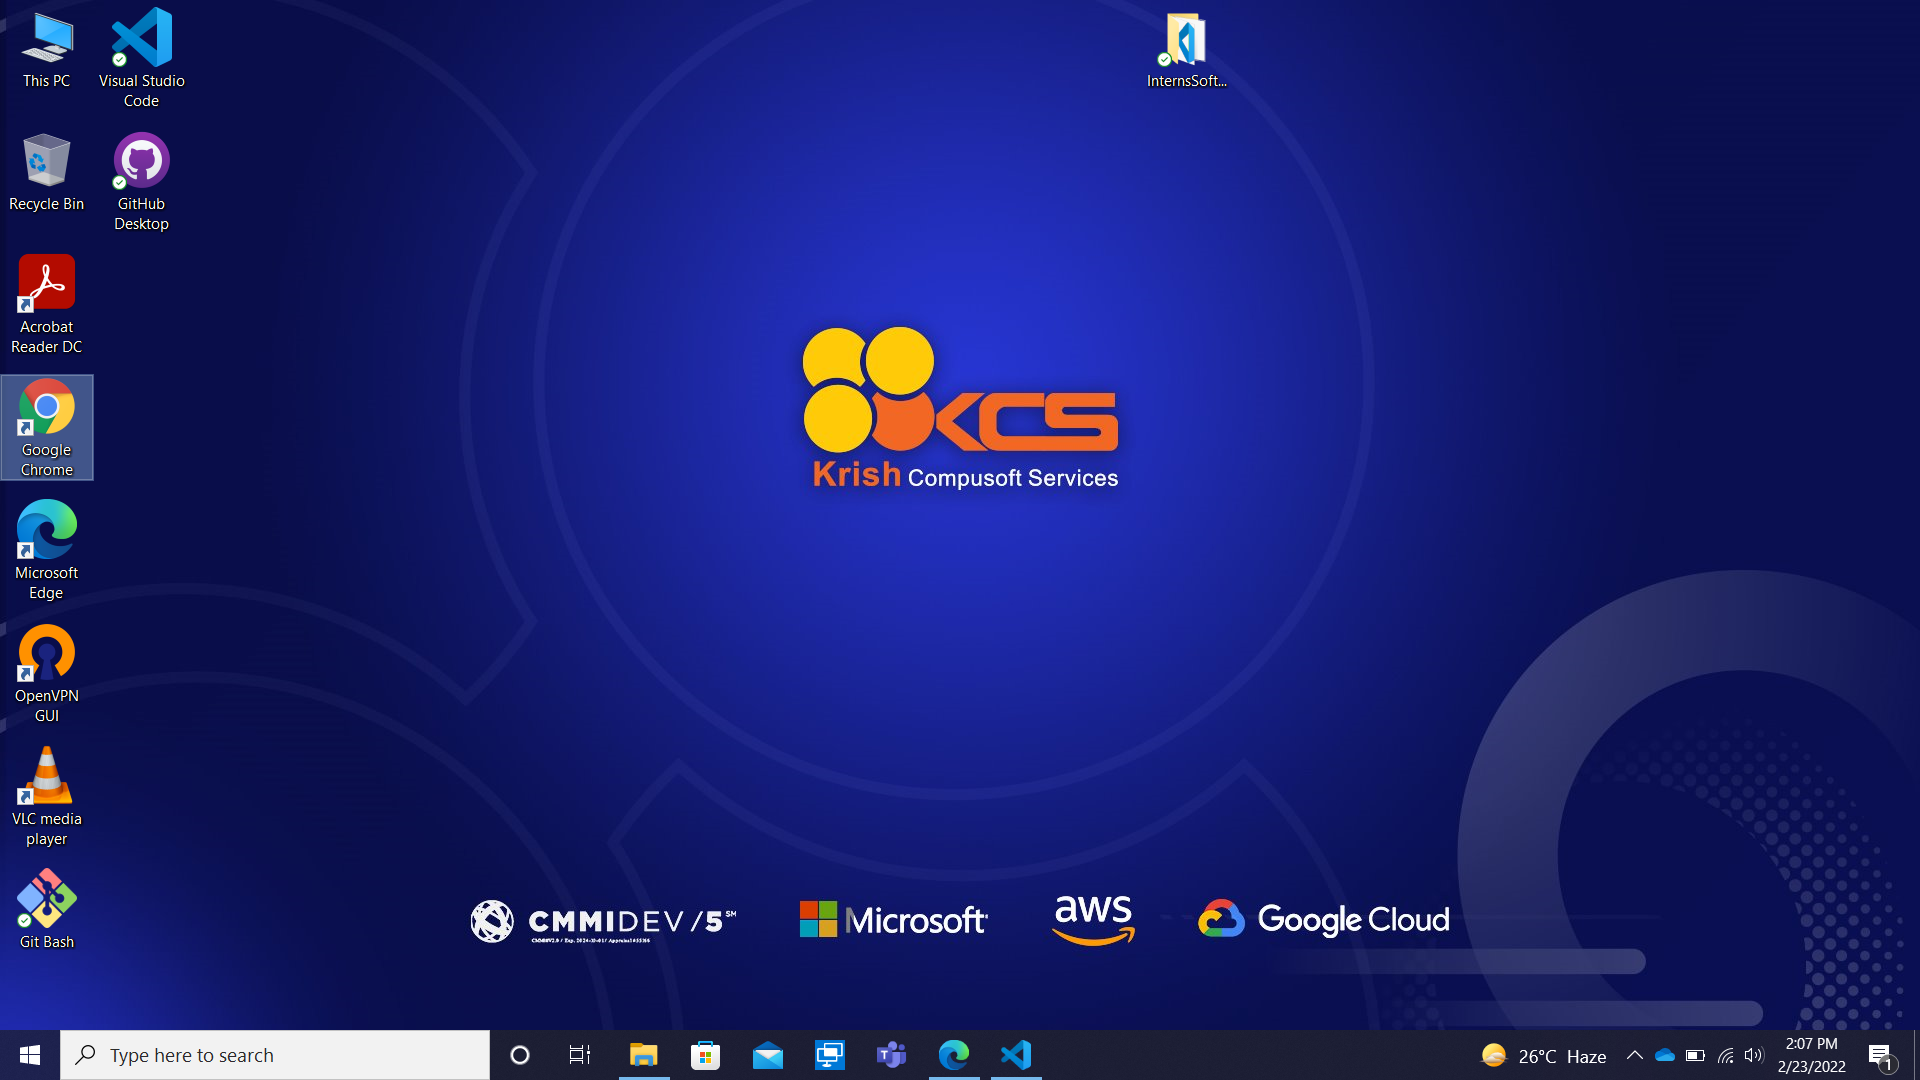 This PC
Visual Studio
Code
InternsSoft...
Recycle Bin
GitHub
Desktop
Acrobat
Reader DC
Google
Chrome
Microsoft
Edge
OpenVPN
GUI
VLC media
player
Git Bash
KCS
Krish Compusoft Services
CMMIDEV/5 SM
Microsoft
aws
Google Cloud
Type here to search
26°C Haze
2:07 PM
2/23/2022
1